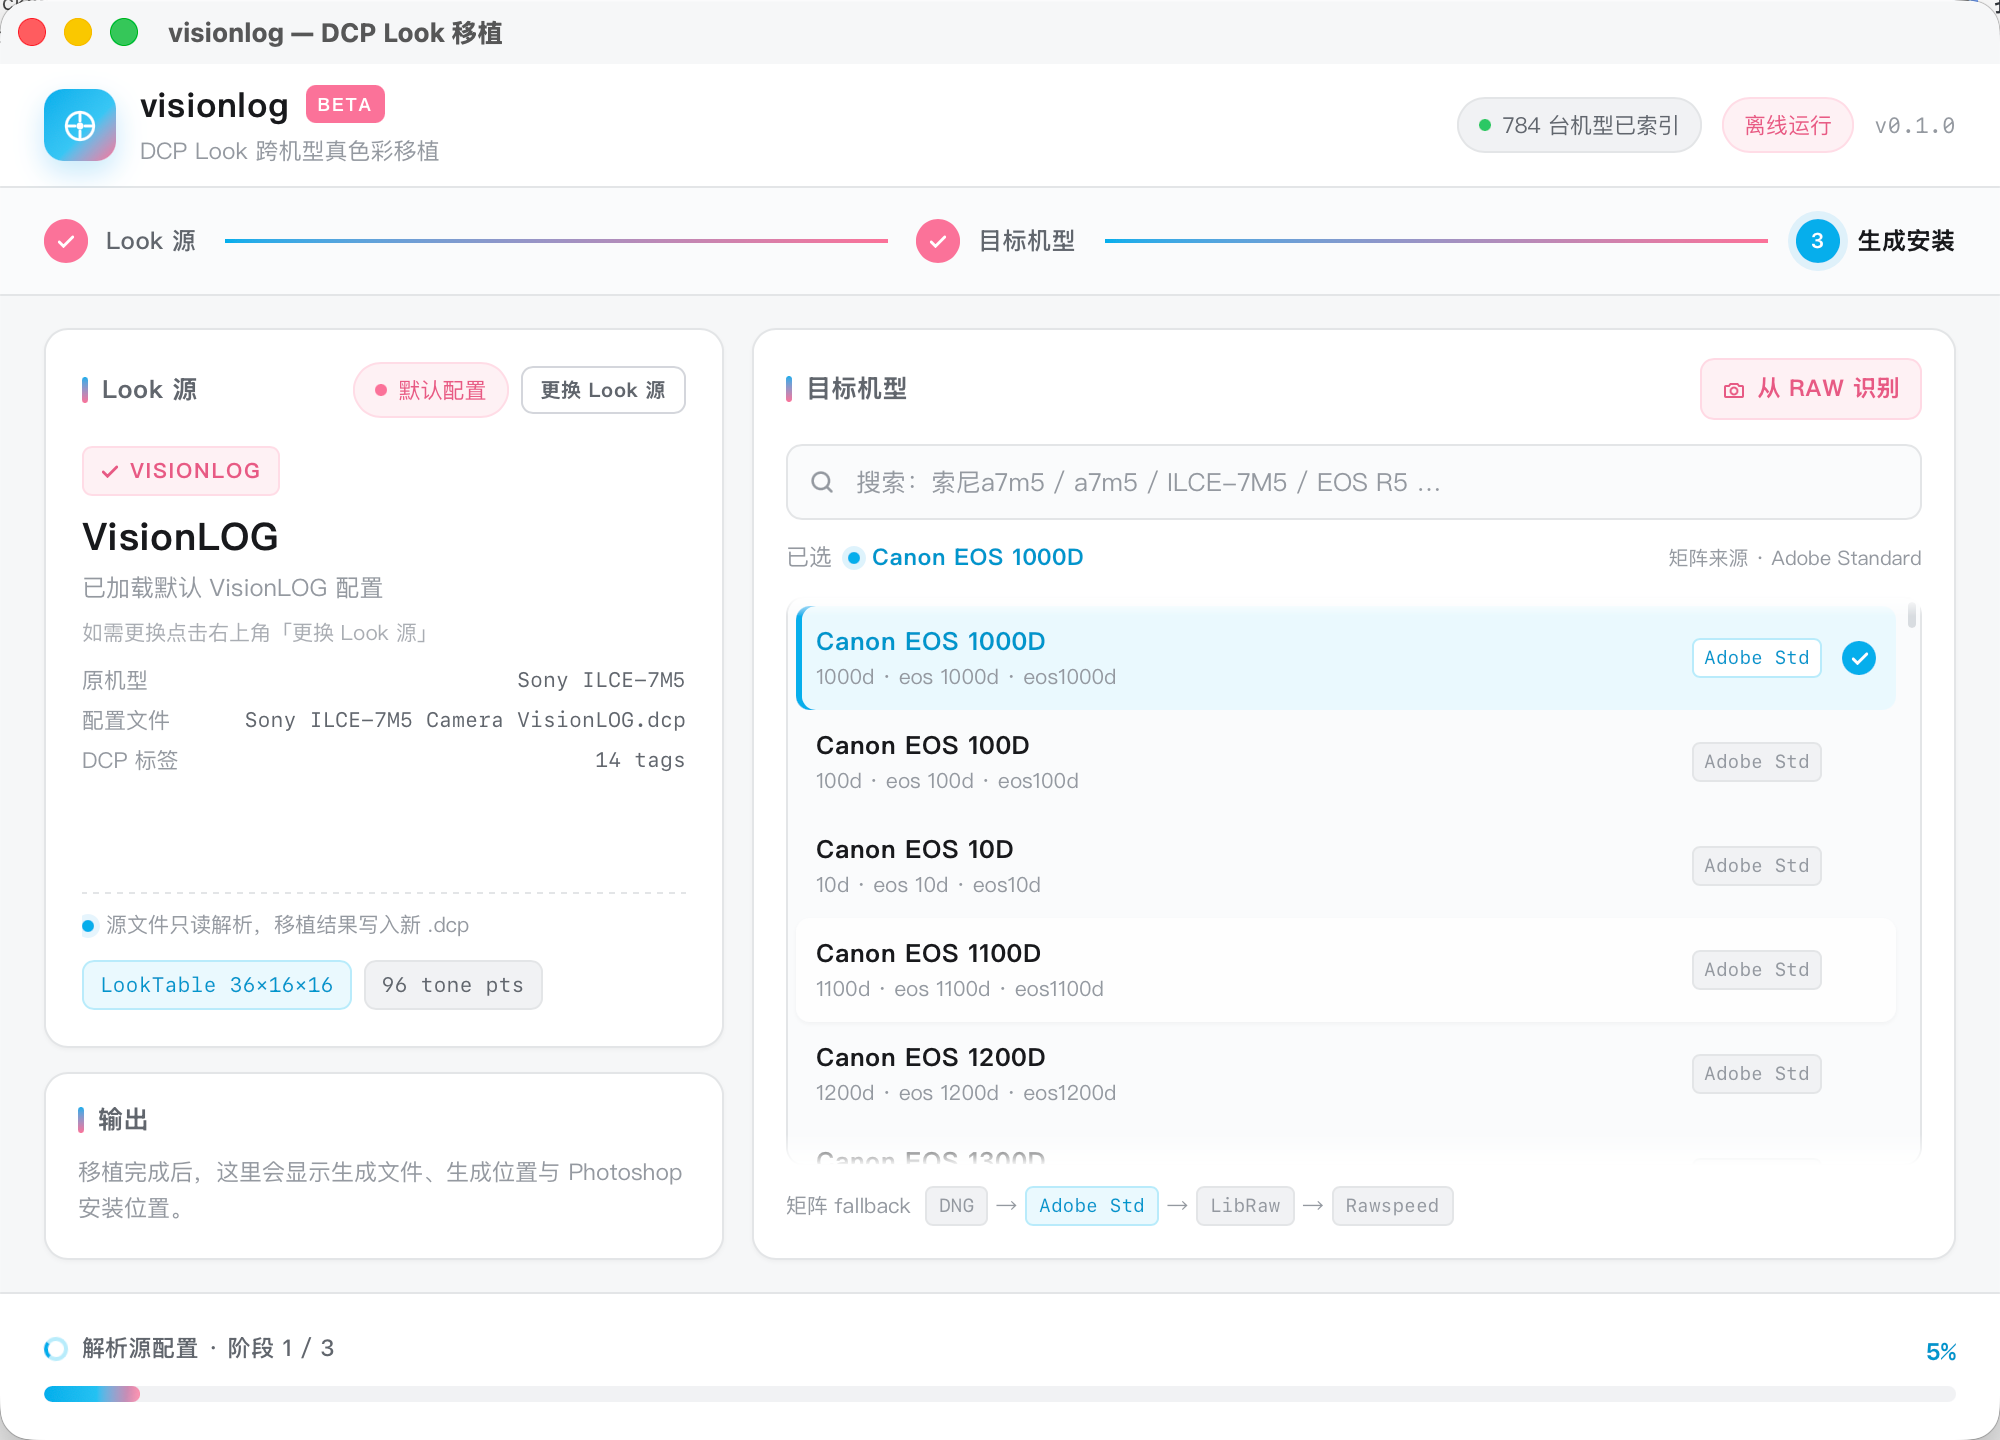 visionlog — DCP Look 移植
visionlog BETA
DCP Look 跨机型真色彩移植
784 台机型已索引 离线运行 v0.1.0
Look 源 目标机型 3 生成安装
Look 源 默认配置 更换 Look 源
VISIONLOG
VisionLOG
已加载默认 VisionLOG 配置
如需更换点击右上角「更换 Look 源」
原机型 Sony ILCE-7M5
配置文件 Sony ILCE-7M5 Camera VisionLOG.dcp
DCP 标签 14 tags
源文件只读解析，移植结果写入新 .dcp
LookTable 36×16×16 96 tone pts
输出
移植完成后，这里会显示生成文件、生成位置与 Photoshop
安装位置。
目标机型 从 RAW 识别
搜索：索尼a7m5 / a7m5 / ILCE-7M5 / EOS R5 …
已选 Canon EOS 1000D 矩阵来源 · Adobe Standard
Canon EOS 1000D
1000d · eos 1000d · eos1000d Adobe Std
Canon EOS 100D
100d · eos 100d · eos100d Adobe Std
Canon EOS 10D
10d · eos 10d · eos10d Adobe Std
Canon EOS 1100D
1100d · eos 1100d · eos1100d Adobe Std
Canon EOS 1200D
1200d · eos 1200d · eos1200d Adobe Std
Canon EOS 1300D
矩阵 fallback DNG → Adobe Std → LibRaw → Rawspeed
解析源配置 · 阶段 1 / 3 5%